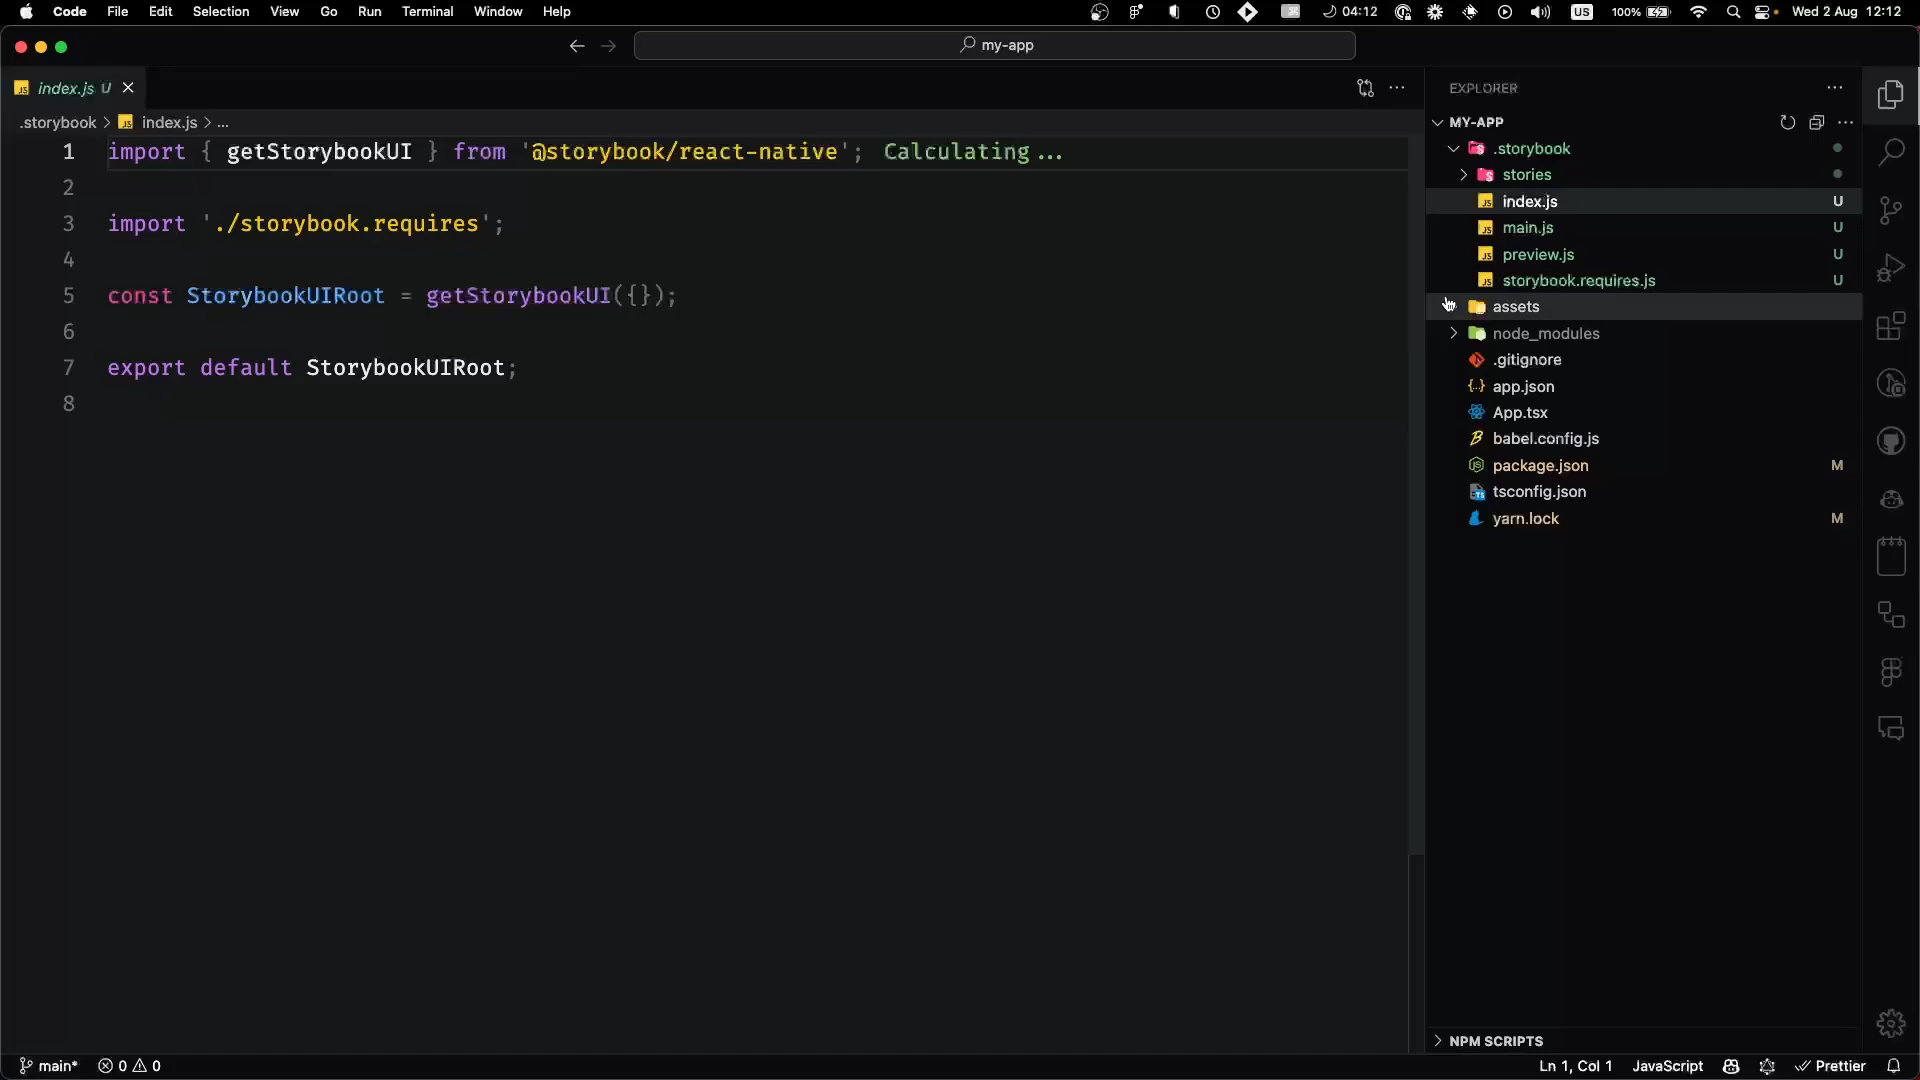 Code File Edit Selection View Go Run Terminal Window Help
04:12 US 100% Wed 2 Aug 12:12
my-app
index.js U
.storybook > index.js > ...
1 import { getStorybookUI } from '@storybook/react-native'; Calculating...
2
3 import './storybook.requires';
4
5 const StorybookUIRoot = getStorybookUI({});
6
7 export default StorybookUIRoot;
8
EXPLORER
MY-APP
.storybook
stories
index.js U
main.js U
preview.js U
storybook.requires.js U
assets
node_modules
.gitignore
app.json
App.tsx
babel.config.js
package.json M
tsconfig.json
yarn.lock M
NPM SCRIPTS
main* 0 0
Ln 1, Col 1 JavaScript Prettier